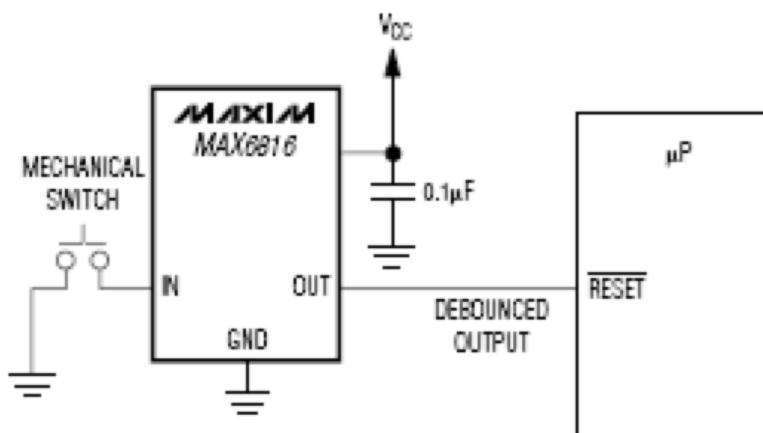 VCC
MAXIM
MAX6816
μP
MECHANICAL
SWITCH
0.1μF
IN
OUT
RESET
DEBOUNCED
OUTPUT
GND